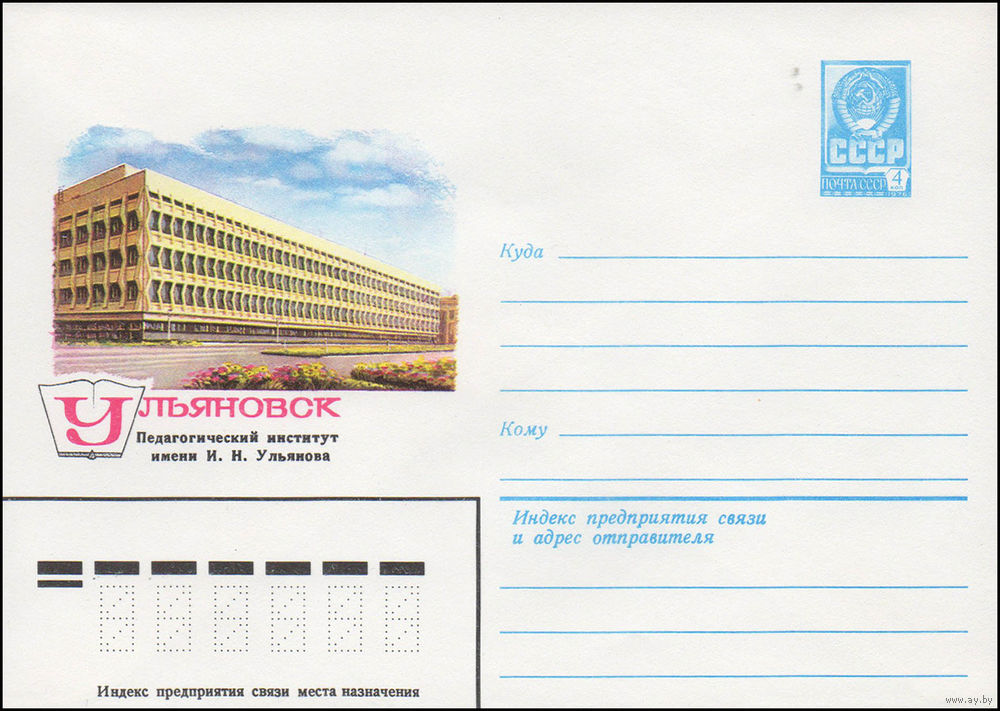 СССР
ПОЧТА СССР 4
КОП
1976
УЛЬЯНОВСК
Педагогический институт
имени И. Н. Ульянова
Куда
Кому
Индекс предприятия связи
и адрес отправителя
Индекс предприятия связи места назначения
www.ay.by